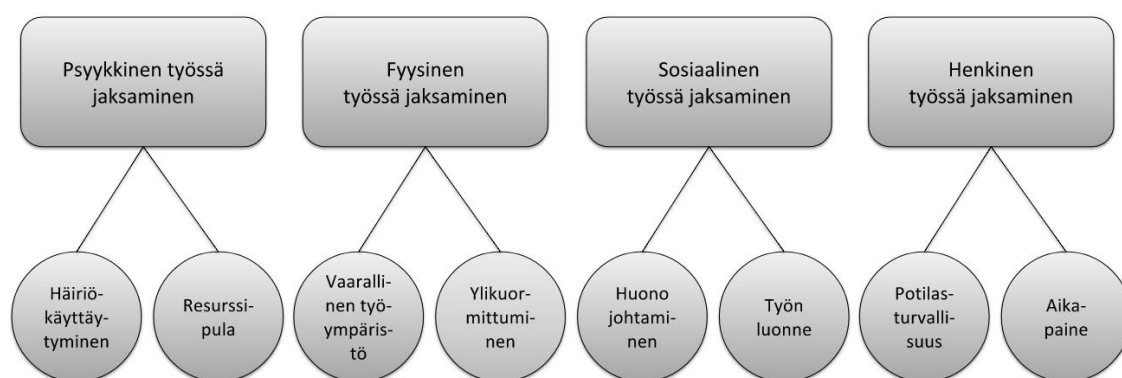 Psyykkinen työssä
jaksaminen
Fyysinen
työssä jaksaminen
Sosiaalinen
työssä jaksaminen
Henkinen
työssä jaksaminen
Häiriö-
käyttäy-
tyminen
Resurssi-
pula
Vaaralli
nen työ-
ympäris-
tö
Ylikuor-
mittumi-
nen
Huono
johtami-
nen
Työn
luonne
Potilas-
turvalli-
suus
Aika-
paine